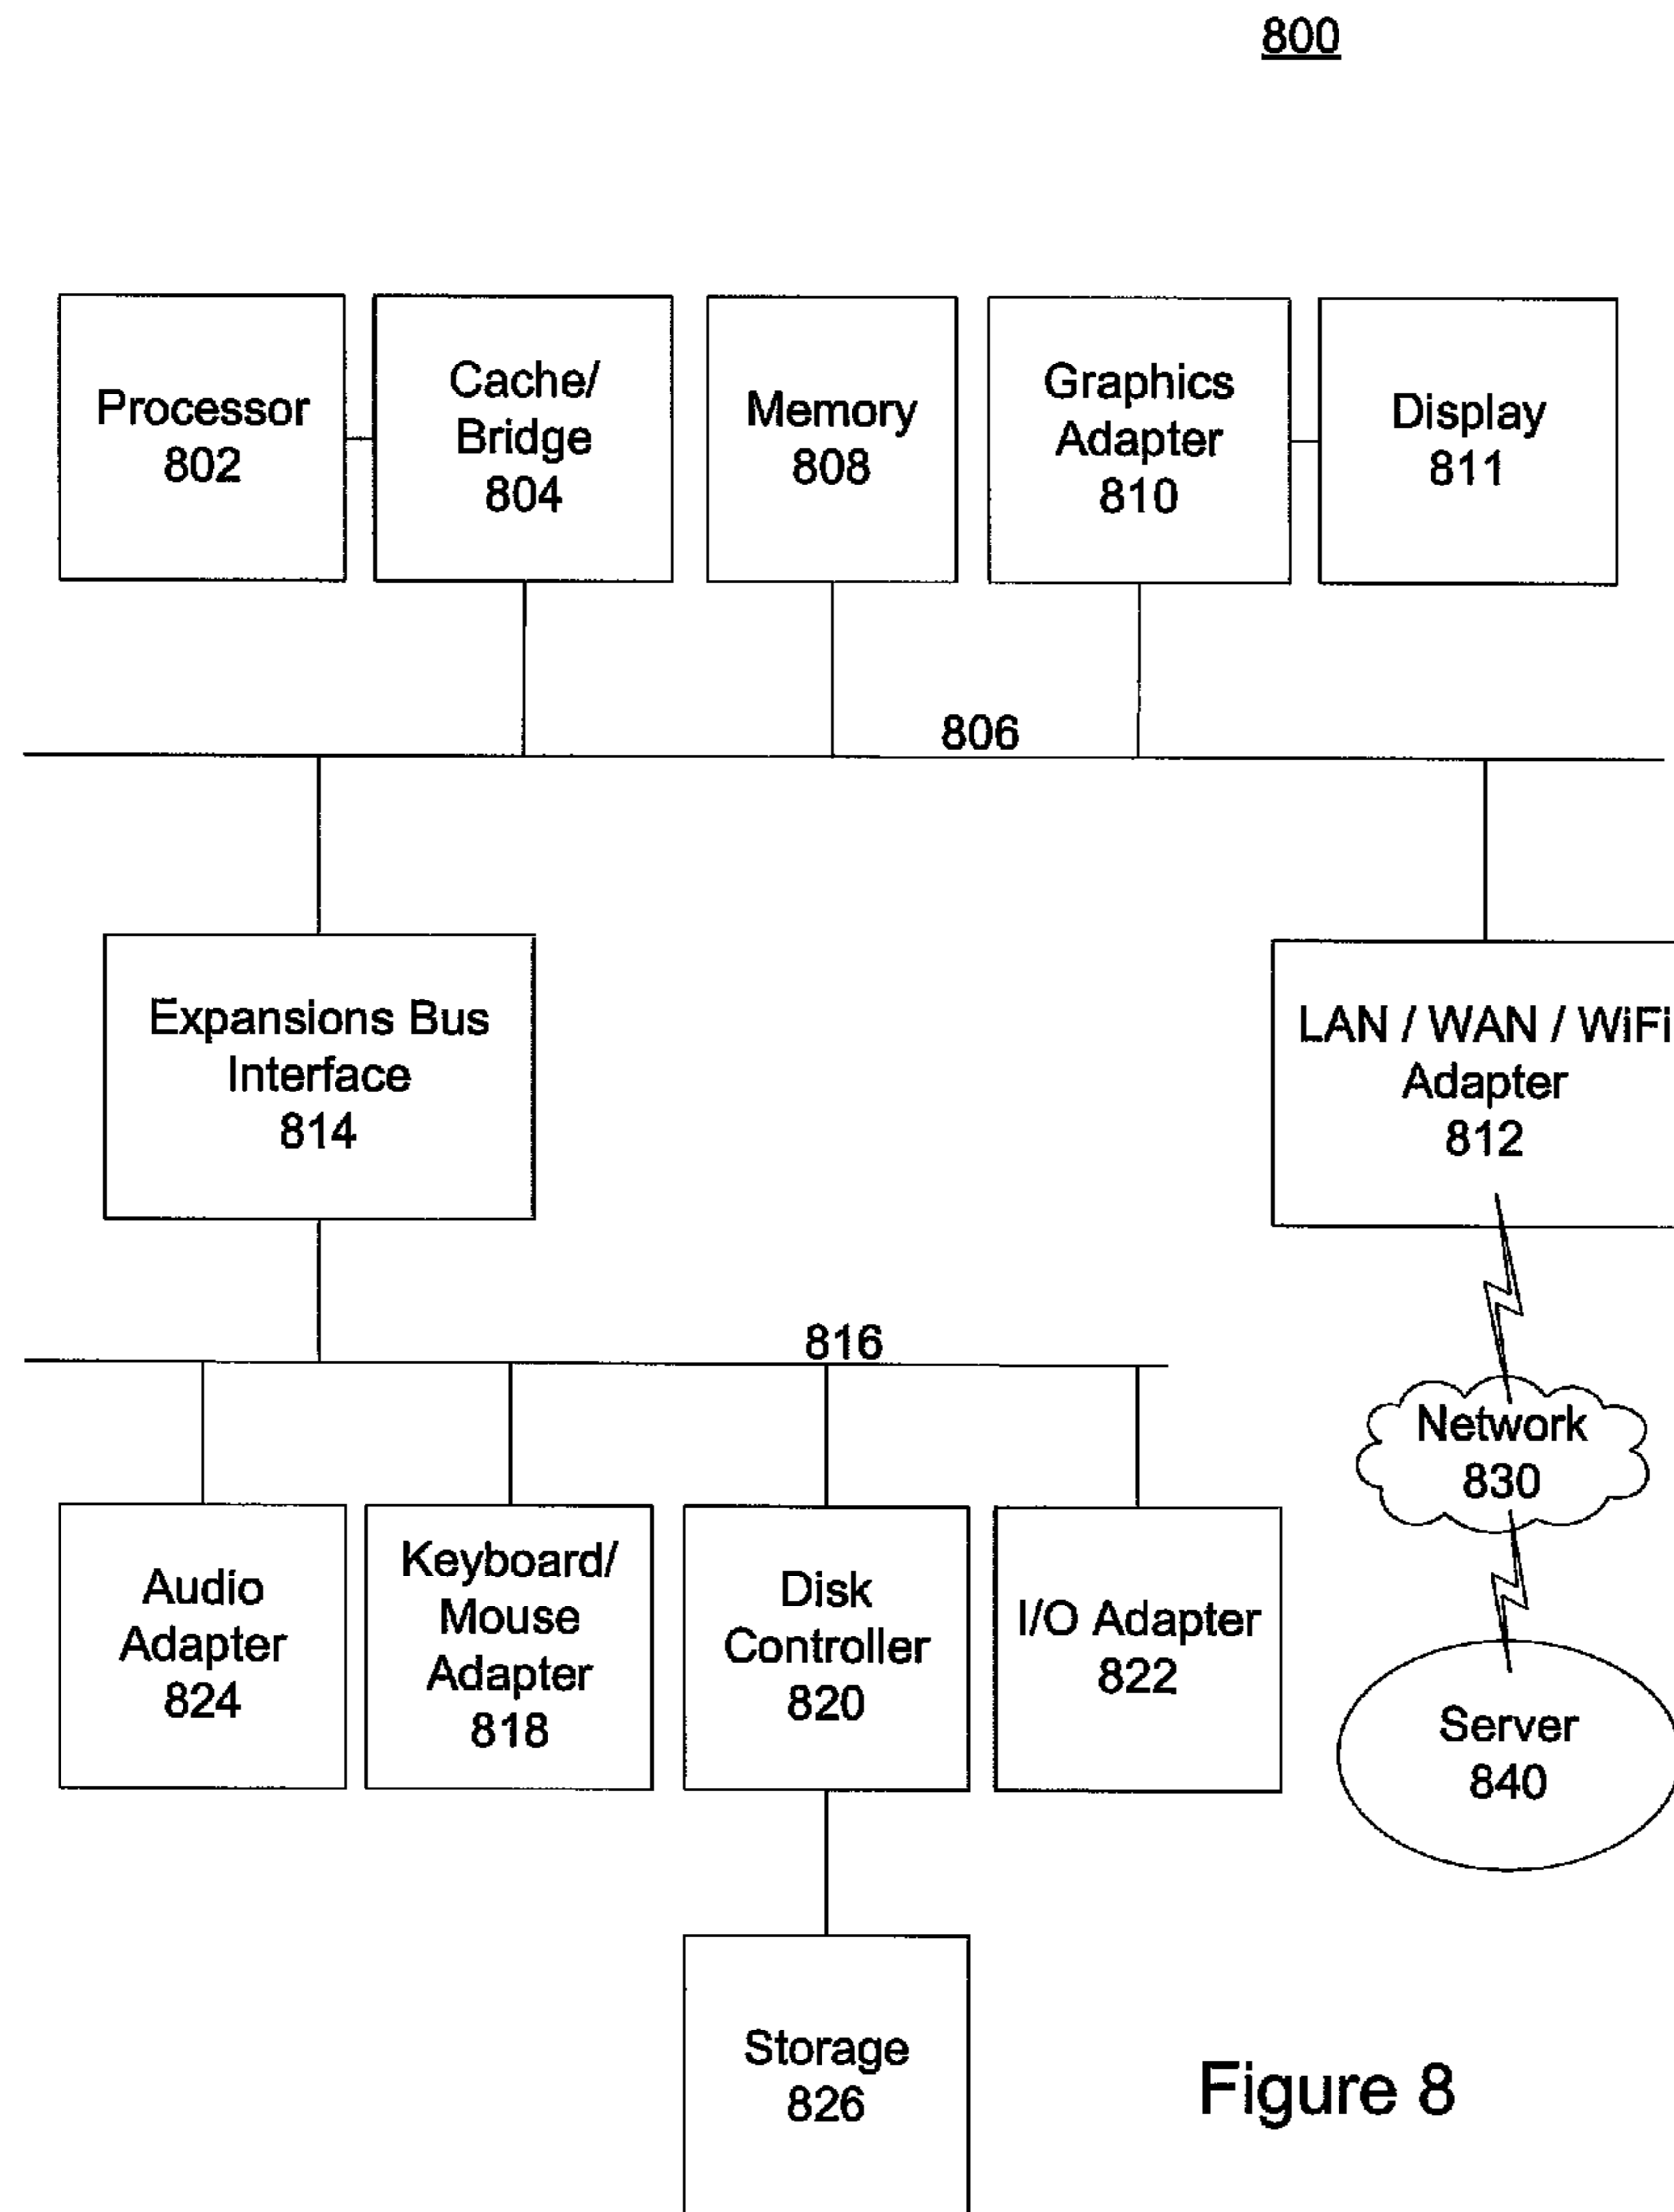 800
Processor
802
Cache/
Bridge
804
Memory
808
Graphics
Adapter
810
Display
811
806
Expansions Bus
Interface
814
LAN / WAN / WiFi
Adapter
812
816
Audio
Adapter
824
Keyboard/
Mouse
Adapter
818
Disk
Controller
820
I/O Adapter
822
Network
830
Server
840
Storage
826
Figure 8